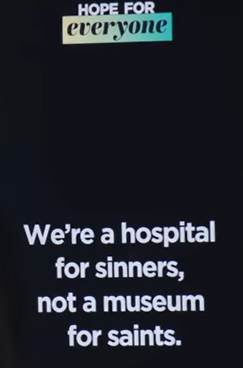 HOPE FOR
everyone
We're a hospital
for sinners,
not a museum
for saints.